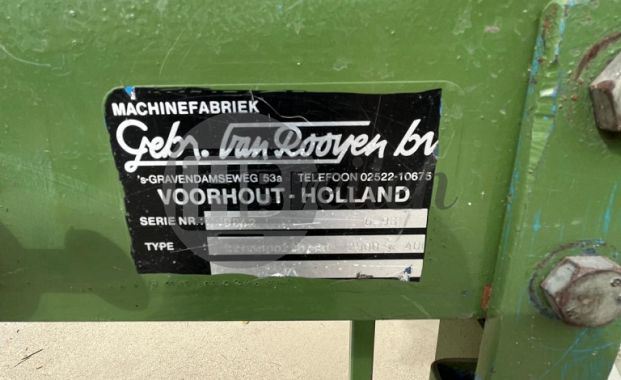 MACHINEFABRIEK
Gebr. Van Rooyen bv
's-GRAVENDAMSEWEG 53a TELEFOON 02522-10675
VOORHOUT - HOLLAND
SERIE NR.
TYPE